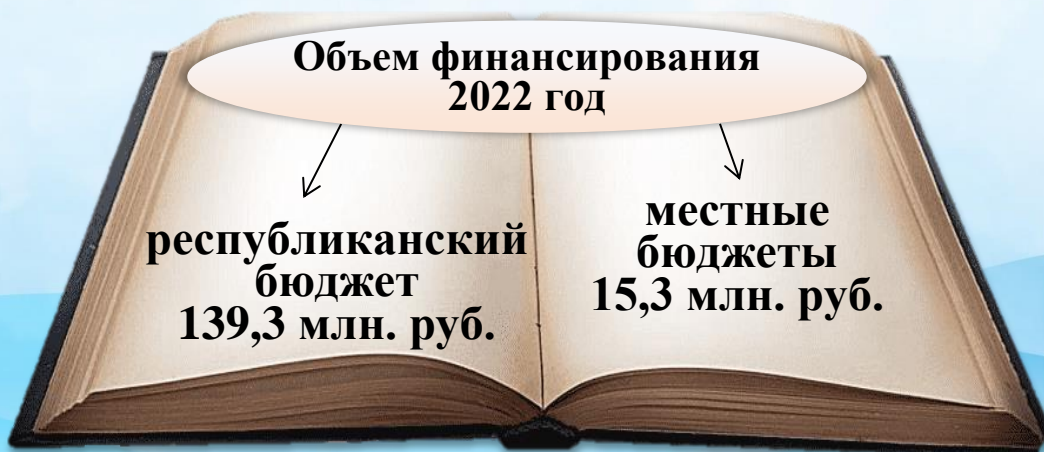 Объем финансирования
2022 год
республиканский
бюджет
139,3 млн. руб.
местные
бюджеты
15,3 млн. руб.